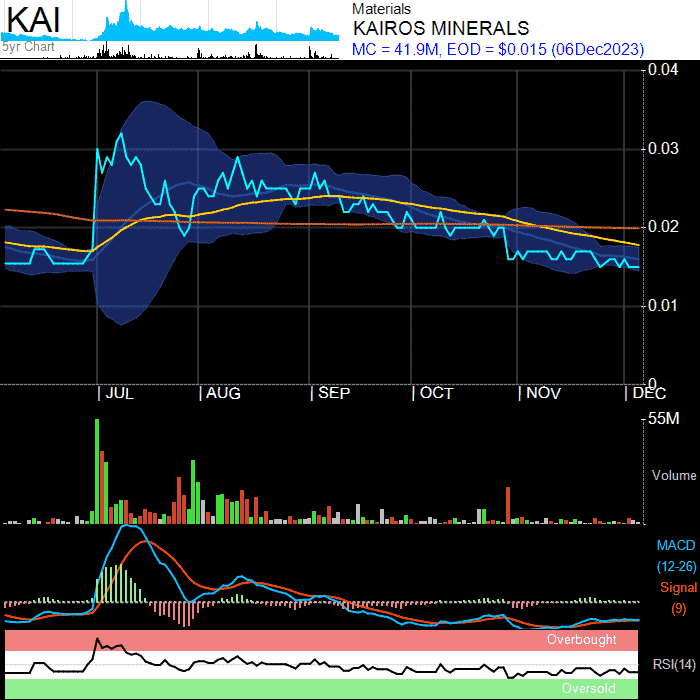 KAI
5yr Chart
Materials
KAIROS MINERALS
MC = 41.9M, EOD = $0.015 (06Dec2023)
0.04
0.03
0.02
0.01
0
| JUL | AUG | SEP | OCT | NOV | DEC
55M
Volume
MACD
(12-26)
Signal
(9)
Overbought
RSI(14)
Oversold